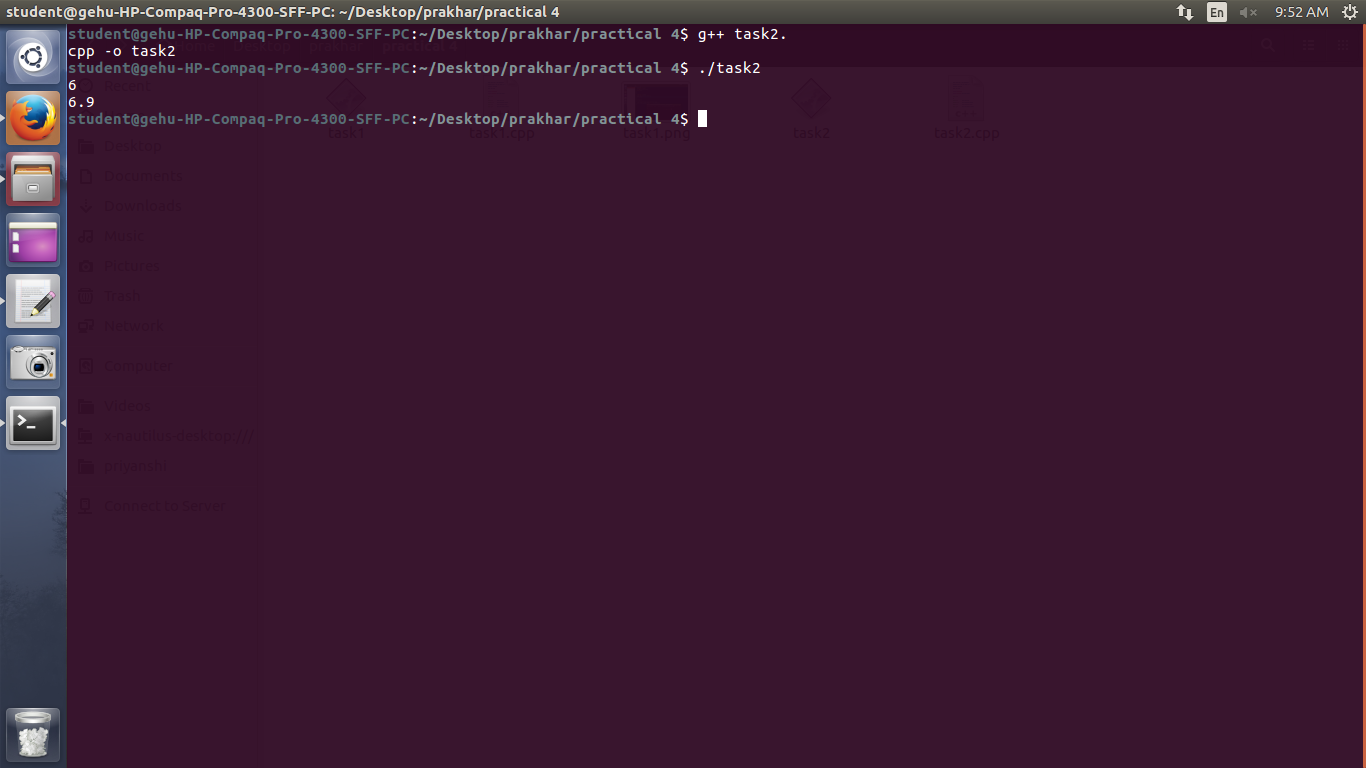 student@gehu-HP-Compaq-Pro-4300-SFF-PC: ~/Desktop/prakhar/practical 4
En
9:52 AM
student@gehu-HP-Compaq-Pro-4300-SFF-PC:~/Desktop/prakhar/practical 4$ g++ task2.
cpp -o task2
student@gehu-HP-Compaq-Pro-4300-SFF-PC:~/Desktop/prakhar/practical 4$ ./task2
6
6.9
student@gehu-HP-Compaq-Pro-4300-SFF-PC:~/Desktop/prakhar/practical 4$
Recent
task1
task1.cpp
task1.png
task2
task2.cpp
Desktop
Documents
Downloads
Music
Pictures
Trash
Network
Computer
Videos
x-nautilus-desktop:///
priyanshi
Connect to Server